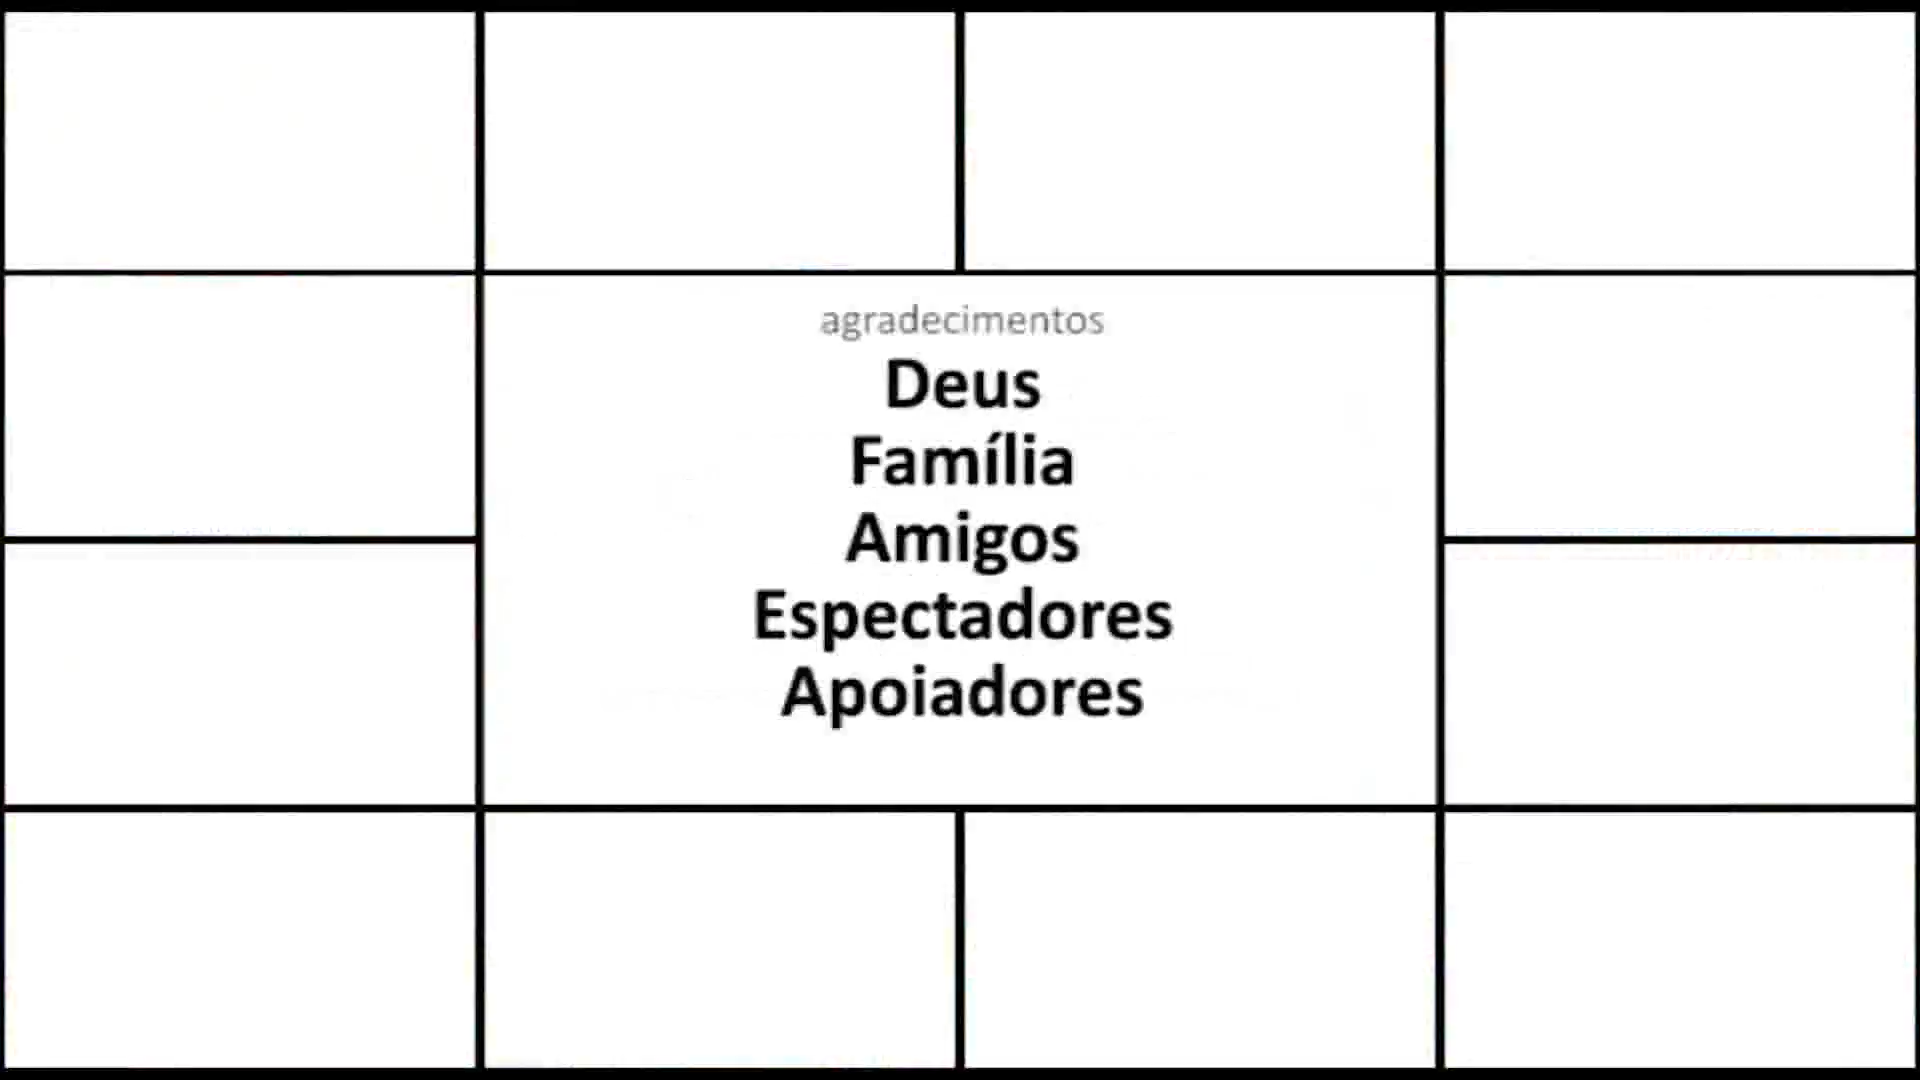 agradecimentos
Deus
Família
Amigos
Espectadores
Apoiadores